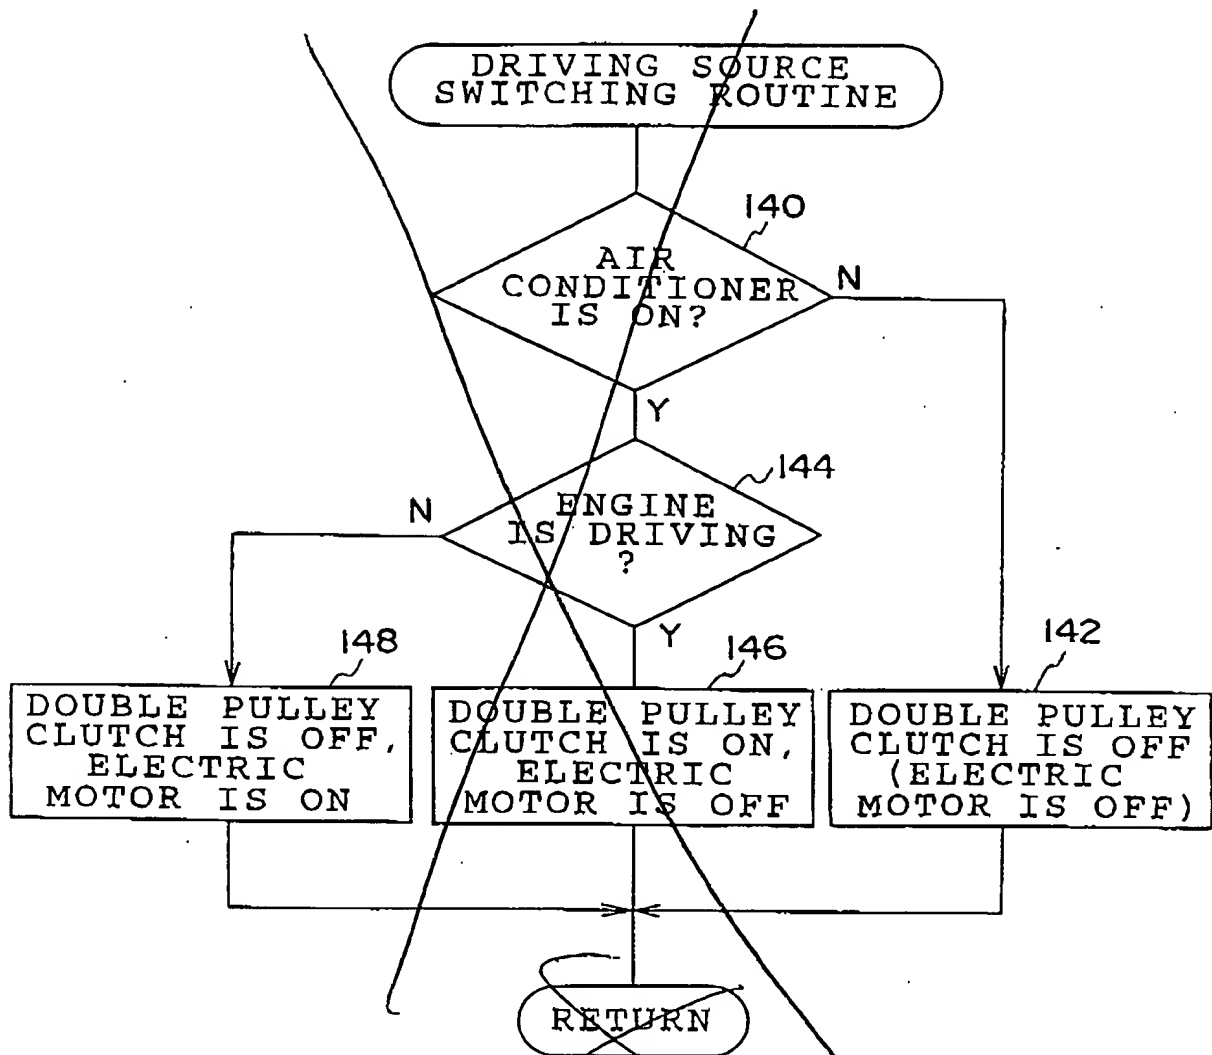 DRIVING SOURCE
SWITCHING ROUTINE
140
AIR
CONDITIONER
IS ON?
N
Y
144
ENGINE
IS DRIVING
?
N
Y
148
DOUBLE PULLEY
CLUTCH IS OFF,
ELECTRIC
MOTOR IS ON
146
DOUBLE PULLEY
CLUTCH IS ON,
ELECTRIC
MOTOR IS OFF
142
DOUBLE PULLEY
CLUTCH IS OFF
(ELECTRIC
MOTOR IS OFF)
RETURN